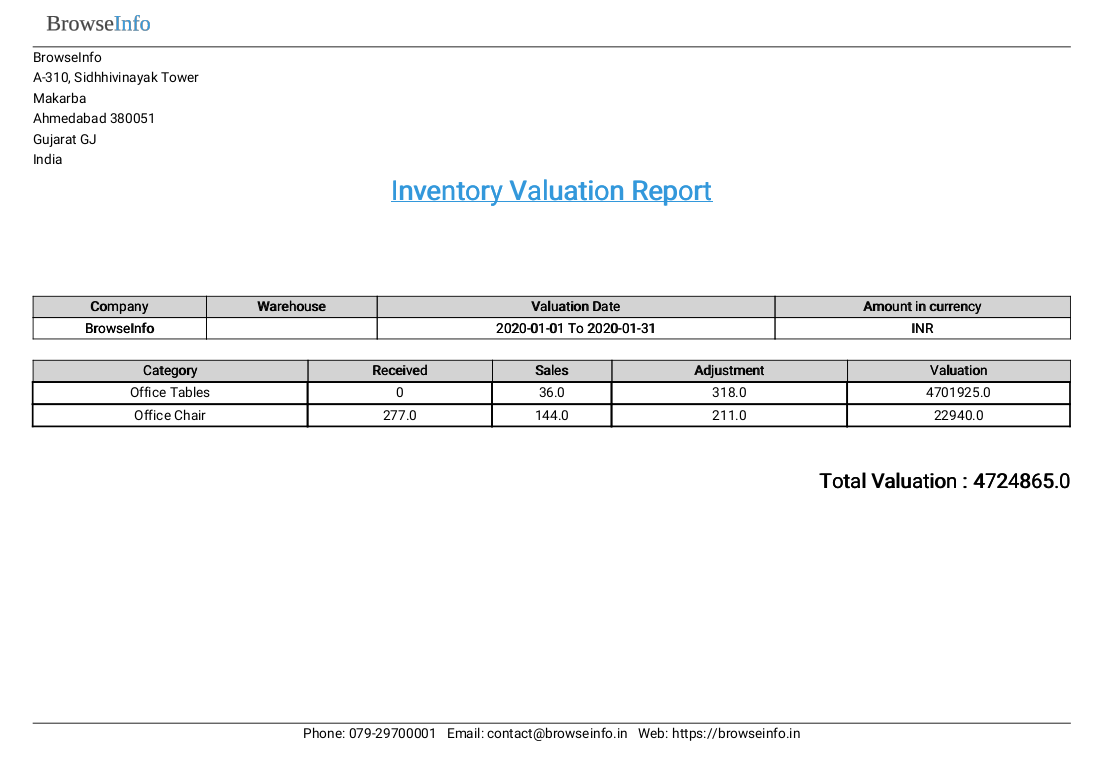 BrowseInfo
BrowseInfo
A-310, Sidhhivinayak Tower
Makarba
Ahmedabad 380051
Gujarat GJ
India
Inventory Valuation Report
Company Warehouse Valuation Date Amount in currency
BrowseInfo 2020-01-01 To 2020-01-31 INR
Category Received Sales Adjustment Valuation
Office Tables 0 36.0 318.0 4701925.0
Office Chair 277.0 144.0 211.0 22940.0
Total Valuation : 4724865.0
Phone: 079-29700001 Email: contact@browseinfo.in Web: https://browseinfo.in